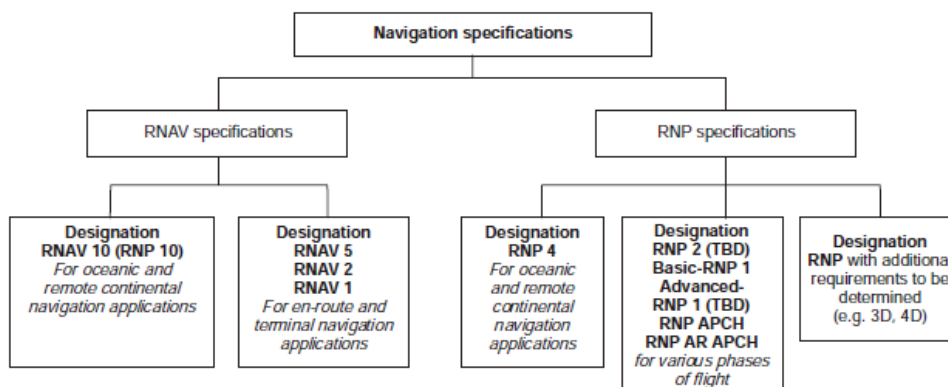 Navigation specifications
RNAV specifications
RNP specifications
Designation
RNAV 10 (RNP 10)
For oceanic and
remote continental
navigation applications
Designation
RNAV 5
RNAV 2
RNAV 1
For en-route and
terminal navigation
applications
Designation
RNP 4
For oceanic
and remote
continental
navigation
applications
Designation
RNP 2 (TBD)
Basic-RNP 1
Advanced-
RNP 1 (TBD)
RNP APCH
RNP AR APCH
for various phases
of flight
Designation
RNP with additional
requirements to be
determined
(e.g. 3D, 4D)